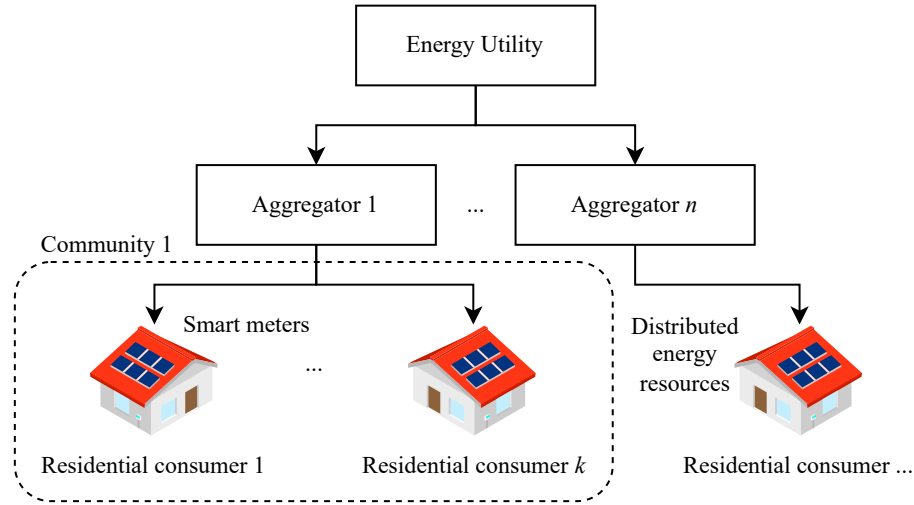 Energy Utility
Aggregator 1
...
Aggregator n
Community 1
Smart meters
...
Distributed
energy
resources
Residential consumer 1
Residential consumer k
Residential consumer ...